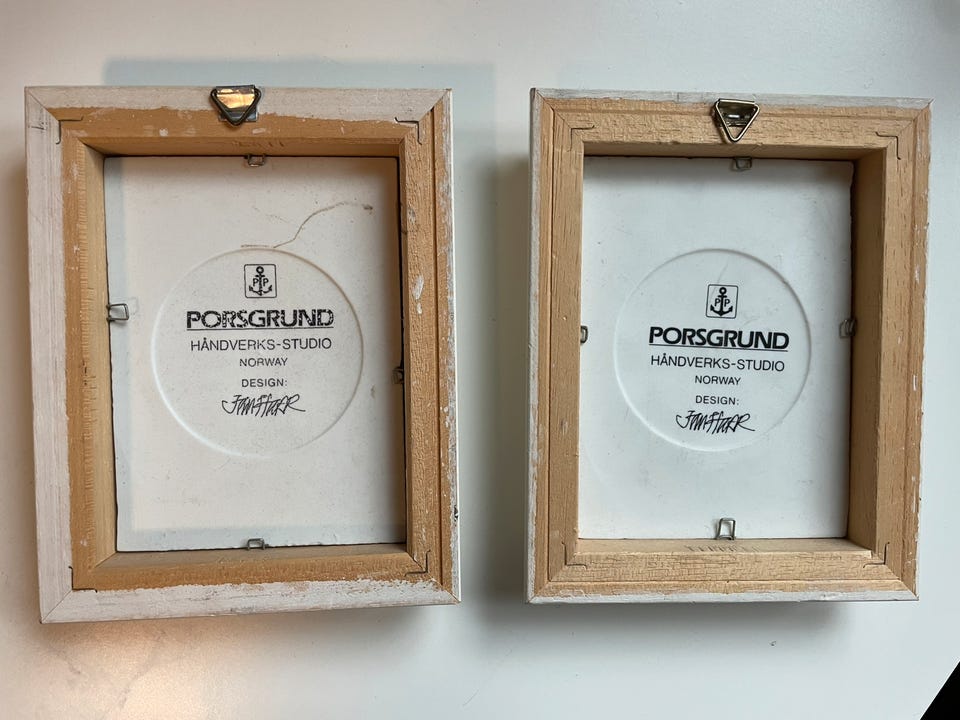 P P
PORSGRUND
HÅNDVERKS-STUDIO
NORWAY
DESIGN:
P P
PORSGRUND
HÅNDVERKS-STUDIO
NORWAY
DESIGN: